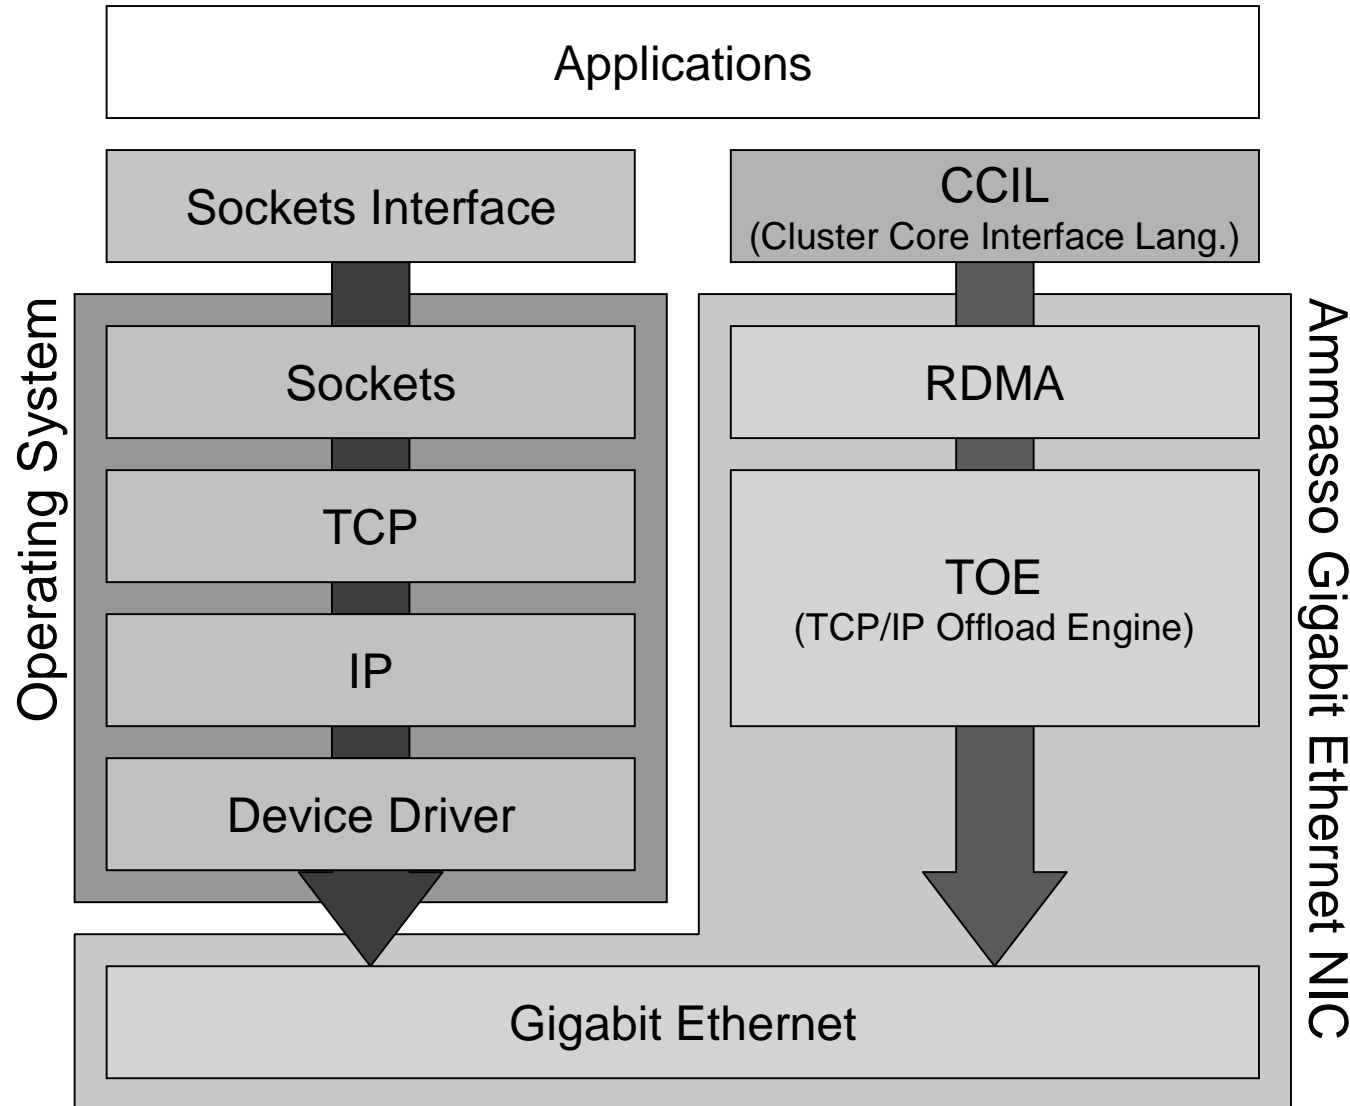 Applications
Sockets Interface
CCIL
(Cluster Core Interface Lang.)
Operating System
Sockets
TCP
IP
Device Driver
RDMA
TOE
(TCP/IP Offload Engine)
Ammasso Gigabit Ethernet NIC
Gigabit Ethernet